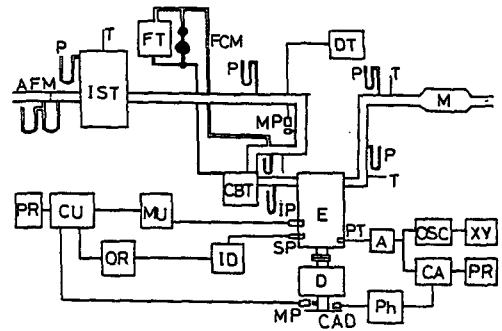 P T FT FCM P DT P T
AFM IST M
MP
P
CBT IP E T
PR CU MU SP PT A OSC XY
OR ID D CA PR
MP CAD Ph